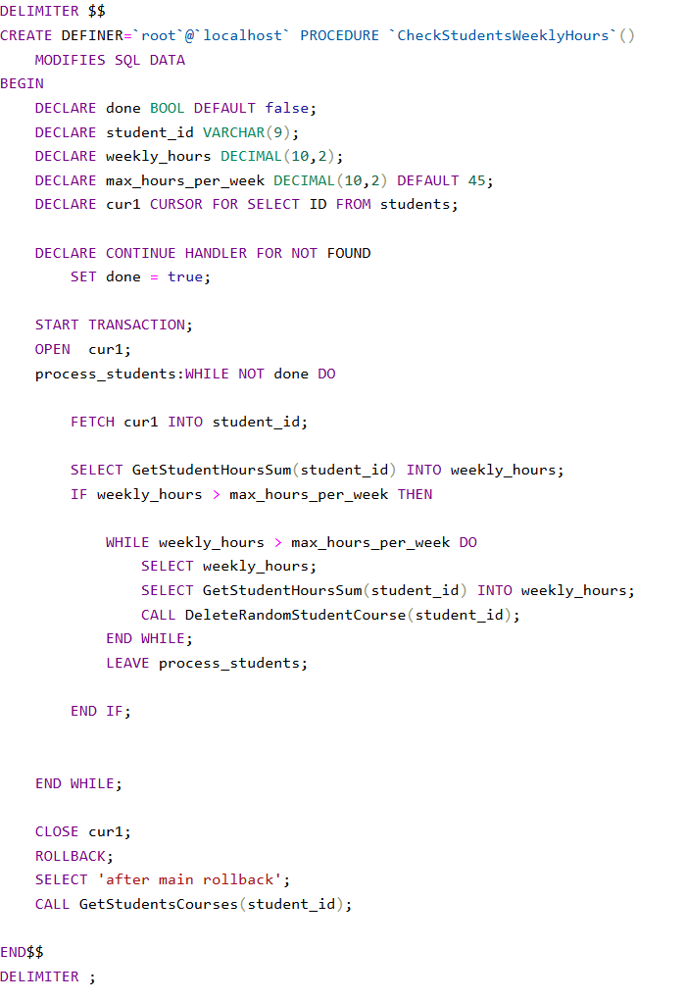 DELIMITER $$
CREATE DEFINER=`root`@`localhost` PROCEDURE `CheckStudentsWeeklyHours`()
    MODIFIES SQL DATA
BEGIN
    DECLARE done BOOL DEFAULT false;
    DECLARE student_id VARCHAR(9);
    DECLARE weekly_hours DECIMAL(10,2);
    DECLARE max_hours_per_week DECIMAL(10,2) DEFAULT 45;
    DECLARE cur1 CURSOR FOR SELECT ID FROM students;

    DECLARE CONTINUE HANDLER FOR NOT FOUND
        SET done = true;

    START TRANSACTION;
    OPEN  cur1;
    process_students:WHILE NOT done DO

        FETCH cur1 INTO student_id;

        SELECT GetStudentHoursSum(student_id) INTO weekly_hours;
        IF weekly_hours > max_hours_per_week THEN

            WHILE weekly_hours > max_hours_per_week DO
                SELECT weekly_hours;
                SELECT GetStudentHoursSum(student_id) INTO weekly_hours;
                CALL DeleteRandomStudentCourse(student_id);
            END WHILE;
            LEAVE process_students;

        END IF;


    END WHILE;

    CLOSE cur1;
    ROLLBACK;
    SELECT 'after main rollback';
    CALL GetStudentsCourses(student_id);

END$$
DELIMITER ;